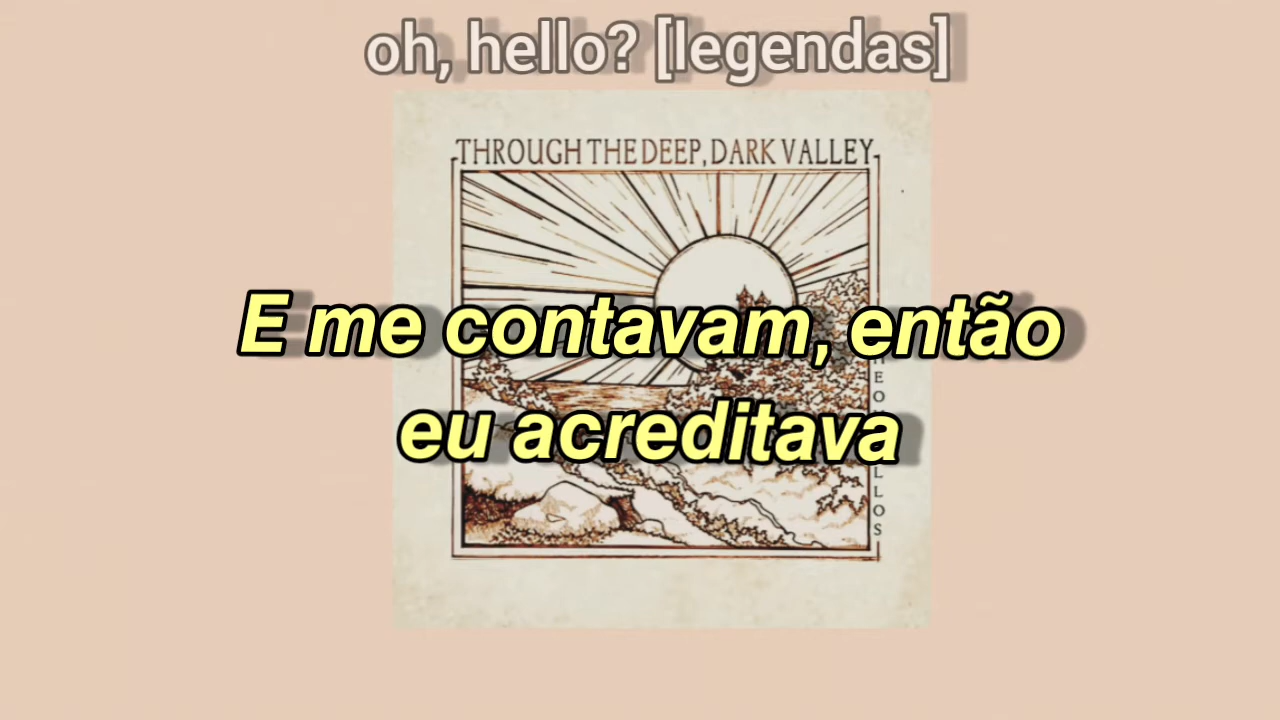 oh, hello? [legendas]
THROUGH THE DEEP, DARK VALLEY
E me contavam, então
eu acreditava